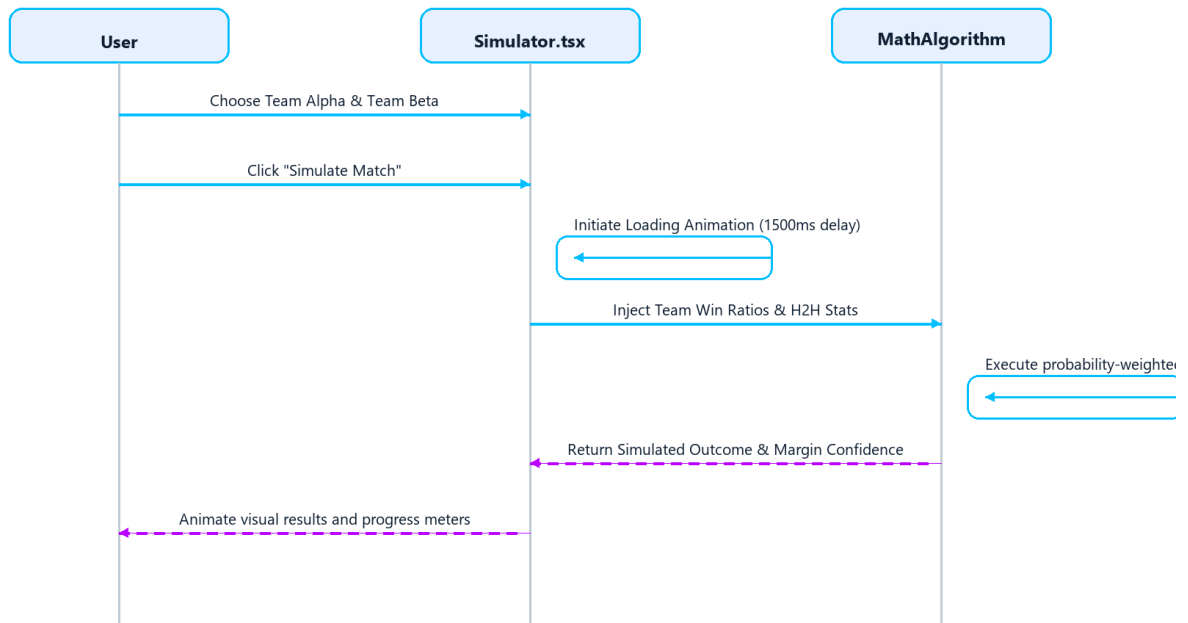 User
Simulator.tsx
MathAlgorithm
Choose Team Alpha & Team Beta
Click "Simulate Match"
Initiate Loading Animation (1500ms delay)
Inject Team Win Ratios & H2H Stats
Execute probability-weighted
Return Simulated Outcome & Margin Confidence
Animate visual results and progress meters